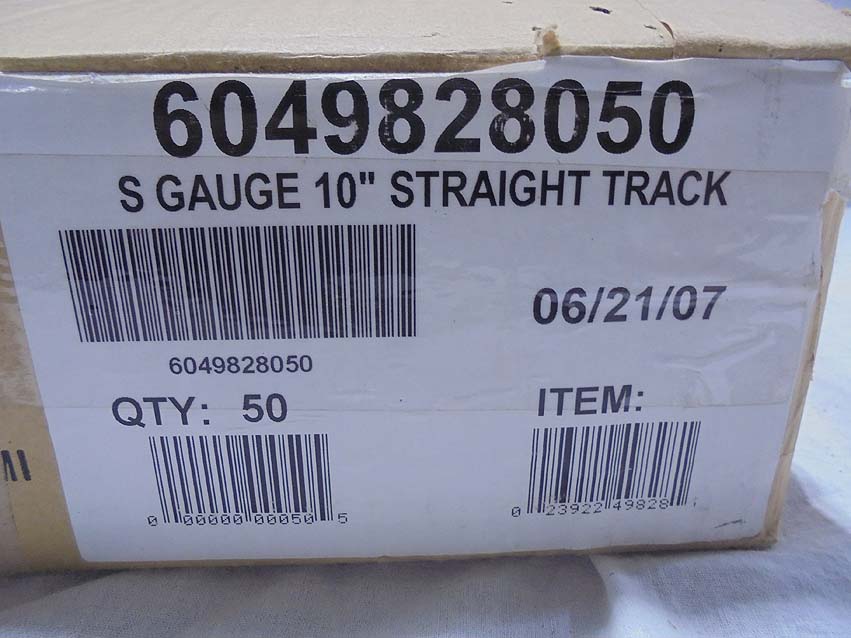 6049828050
S GAUGE 10" STRAIGHT TRACK
6049828050
06/21/07
QTY: 50
ITEM:
0 00000 00050 5
0 23922 49828